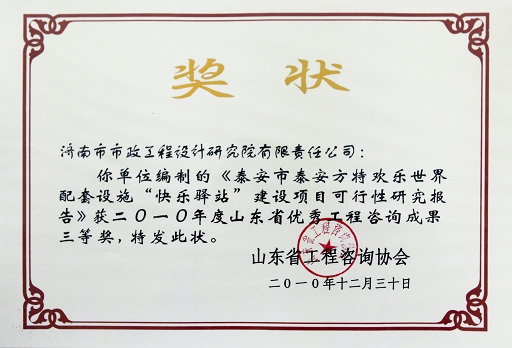 奖状
济南市市政工程设计研究院有限责任公司：
你单位编制的《泰安市泰安方特欢乐世界
配套设施“快乐驿站”建设项目可行性研究报
告》获二〇一〇年度山东省优秀工程咨询成果
三等奖，特发此状。
山东省工程咨询协会
二〇一〇年十二月三十日